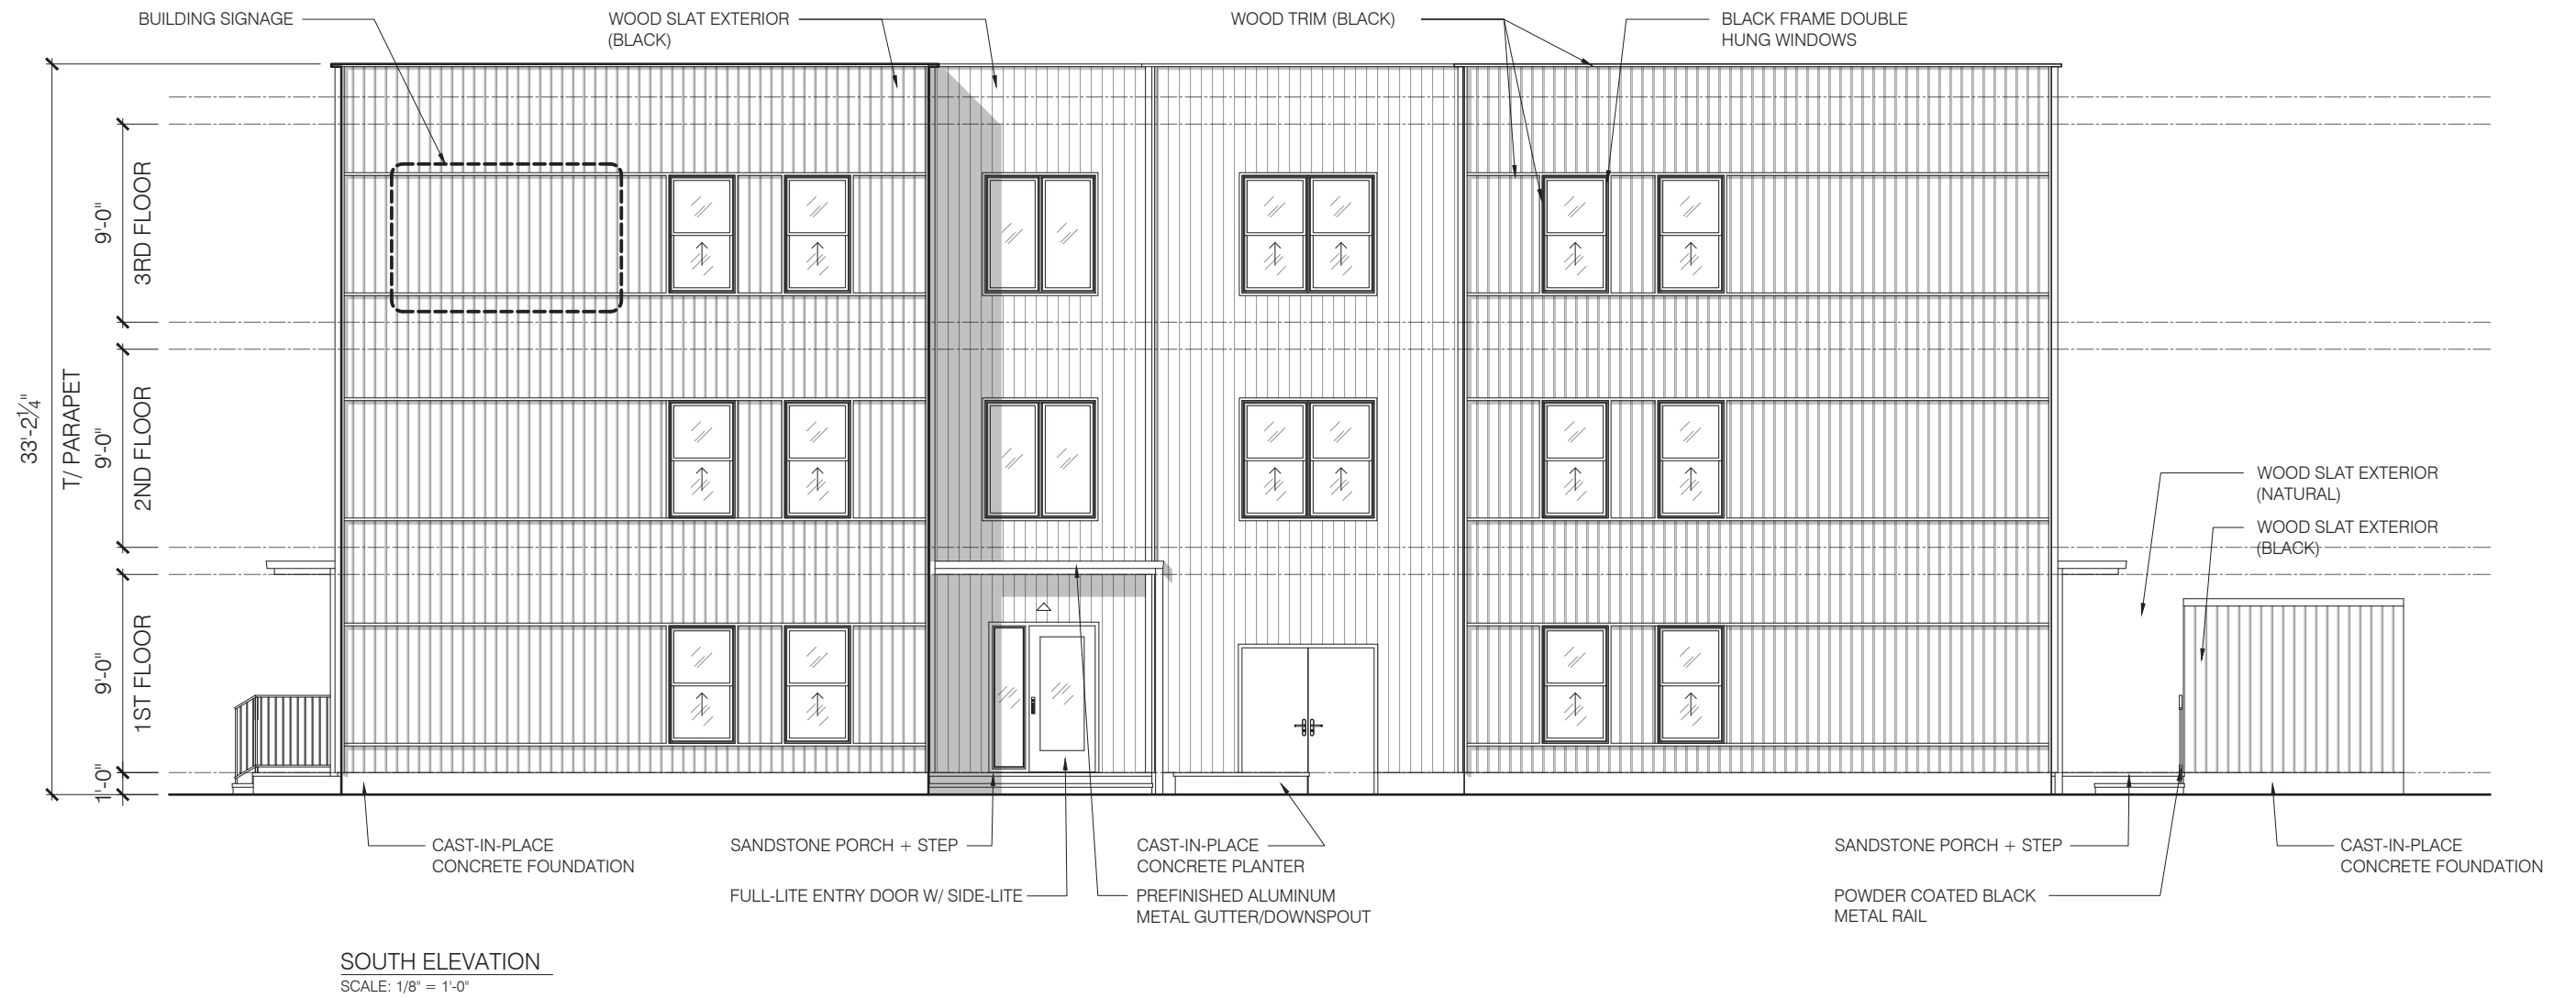 BUILDING SIGNAGE
WOOD SLAT EXTERIOR
(BLACK)
WOOD TRIM (BLACK)
BLACK FRAME DOUBLE
HUNG WINDOWS
33'-2¼"
T/ PARAPET
9'-0"
3RD FLOOR
9'-0"
2ND FLOOR
9'-0"
1ST FLOOR
1'-0"
WOOD SLAT EXTERIOR
(NATURAL)
WOOD SLAT EXTERIOR
(BLACK)
CAST-IN-PLACE
CONCRETE FOUNDATION
SANDSTONE PORCH + STEP
FULL-LITE ENTRY DOOR W/ SIDE-LITE
CAST-IN-PLACE
CONCRETE PLANTER
PREFINISHED ALUMINUM
METAL GUTTER/DOWNSPOUT
SANDSTONE PORCH + STEP
POWDER COATED BLACK
METAL RAIL
CAST-IN-PLACE
CONCRETE FOUNDATION
SOUTH ELEVATION
SCALE: 1/8" = 1'-0"